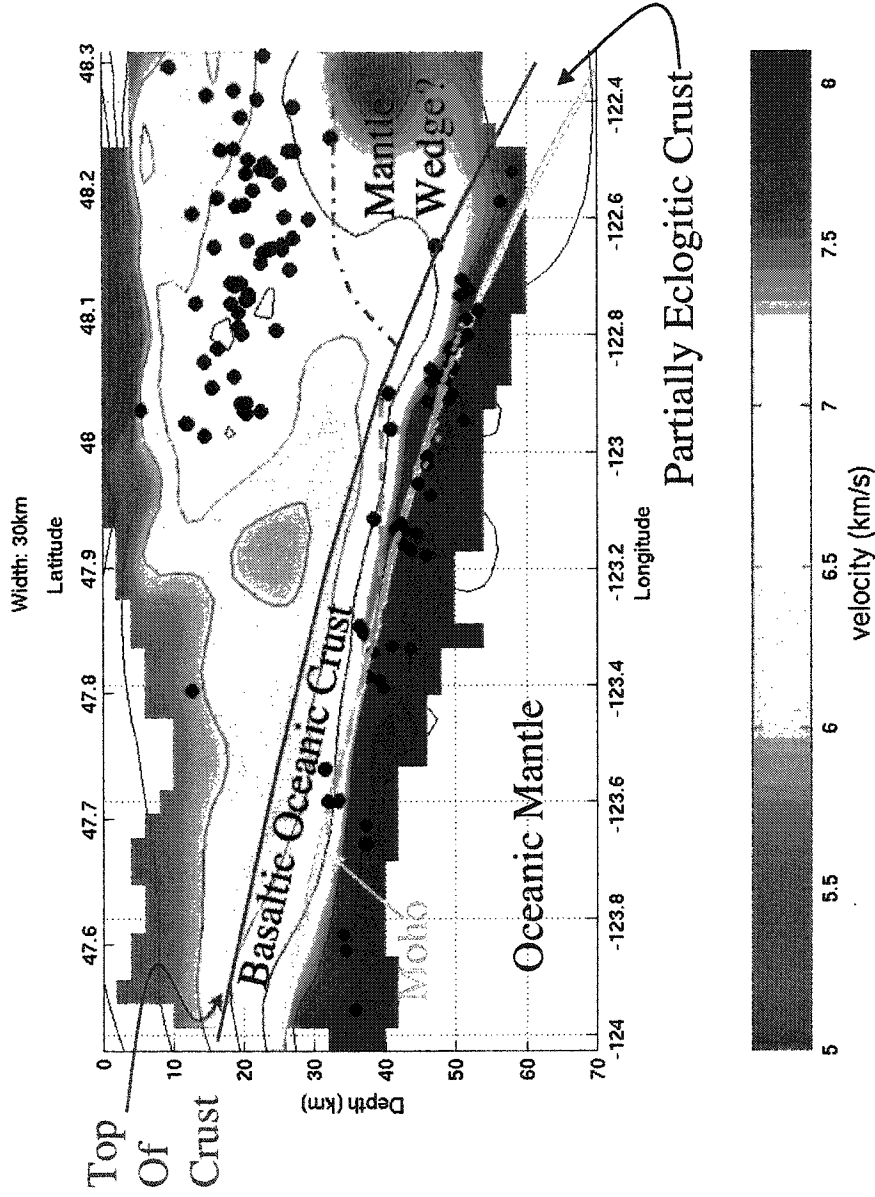 Width: 30km
Latitude
47.6 47.7 47.8 47.9 48 48.1 48.2 48.3
Top
Of
Crust
0
10
20
30
40
50
60
70
Depth (km)
Basaltic Oceanic Crust
Mantle
Wedge?
Moho
Oceanic Mantle
-124 -123.8 -123.6 -123.4 -123.2 -123 -122.8 -122.6 -122.4
Longitude
Partially Eclogitic Crust
5 5.5 6 6.5 7 7.5 8
velocity (km/s)